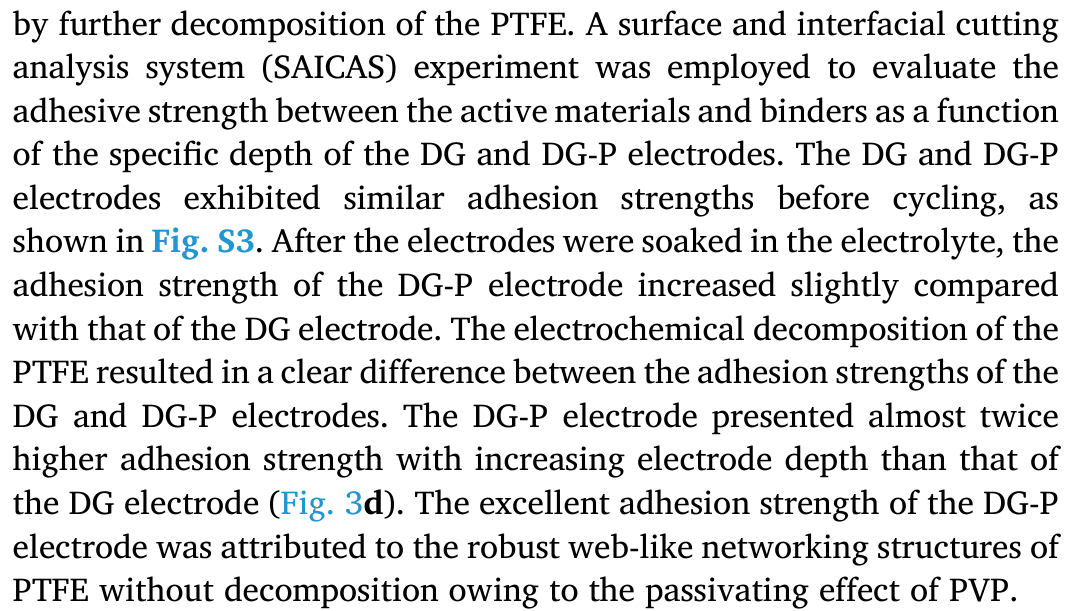 by further decomposition of the PTFE. A surface and interfacial cutting
analysis system (SAICAS) experiment was employed to evaluate the
adhesive strength between the active materials and binders as a function
of the specific depth of the DG and DG-P electrodes. The DG and DG-P
electrodes exhibited similar adhesion strengths before cycling, as
shown in Fig. S3. After the electrodes were soaked in the electrolyte, the
adhesion strength of the DG-P electrode increased slightly compared
with that of the DG electrode. The electrochemical decomposition of the
PTFE resulted in a clear difference between the adhesion strengths of the
DG and DG-P electrodes. The DG-P electrode presented almost twice
higher adhesion strength with increasing electrode depth than that of
the DG electrode (Fig. 3d). The excellent adhesion strength of the DG-P
electrode was attributed to the robust web-like networking structures of
PTFE without decomposition owing to the passivating effect of PVP.